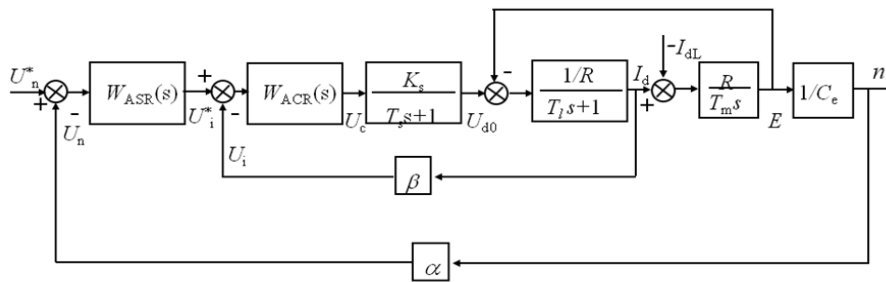 U*n
+
-
Un
WASR(s)
+
U*i
-
Ui
WACR(s)
Uc
Ks
Tss+1
-
Ud0
1/R
Tls+1
Id
+
-IdL
R
Tms
E
1/Ce
n
β
α